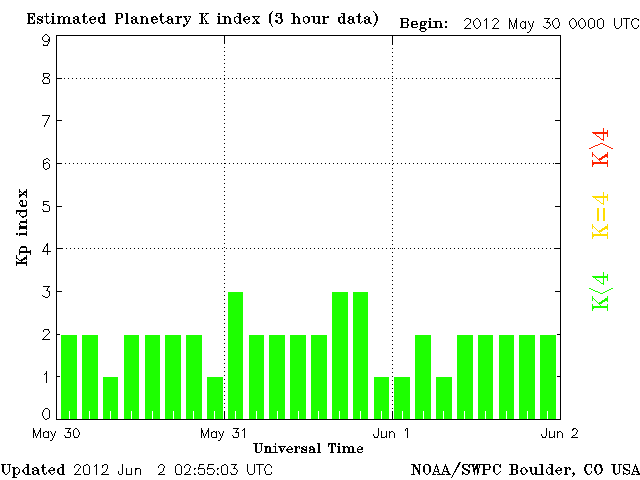 Estimated Planetary K index (3 hour data)
Begin: 2012 May 30 0000 UTC
9
8
7
6
5
4
3
2
1
0
Kp index
K>4
K=4
K<4
May 30
May 31
Jun 1
Jun 2
Universal Time
Updated 2012 Jun 2 02:55:03 UTC
NOAA/SWPC Boulder, CO USA